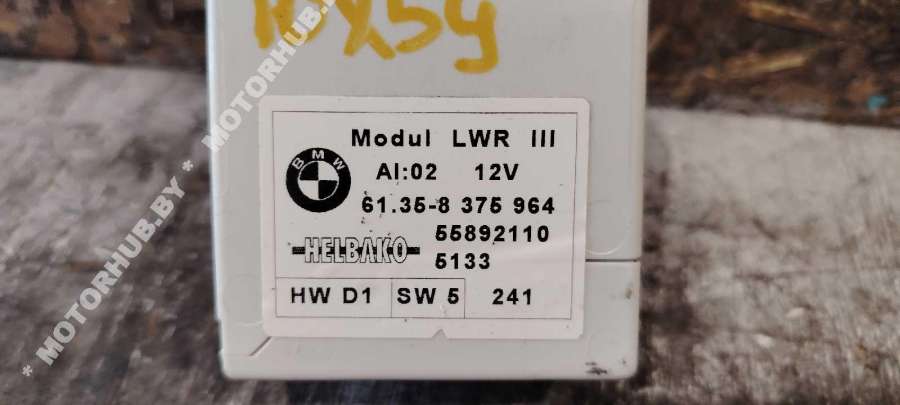 * MOTORHUB.BY * MOTORHUB.BY
Modul LWR III
BMW
AI:02 12V
61.35-8 375 964
HELBAKO
55892110
5133
HW D1 SW 5 241